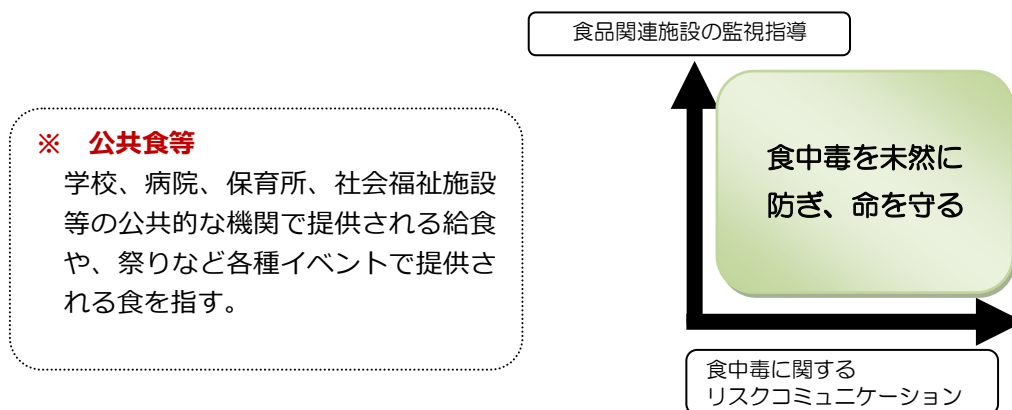 食品関連施設の監視指導
※　公共食等
学校、病院、保育所、社会福祉施設
等の公共的な機関で提供される給食
や、祭りなど各種イベントで提供さ
れる食を指す。
食中毒を未然に
防ぎ、命を守る
食中毒に関する
リスクコミュニケーション